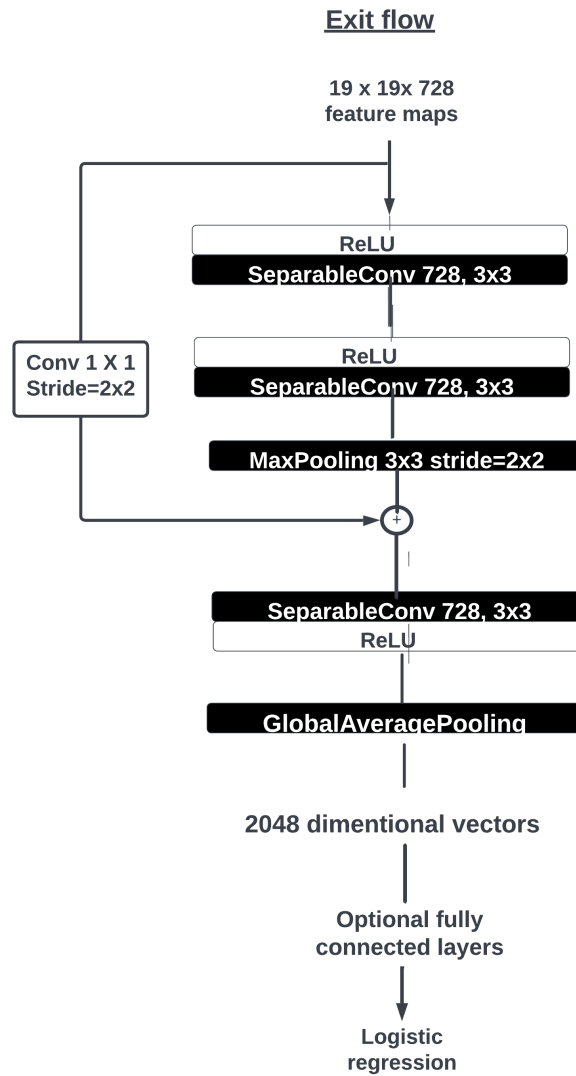 Exit flow
19 x 19x 728
feature maps
ReLU
SeparableConv 728, 3x3
ReLU
Conv 1 X 1
Stride=2x2
SeparableConv 728, 3x3
MaxPooling 3x3 stride=2x2
+
SeparableConv 728, 3x3
ReLU
GlobalAveragePooling
2048 dimentional vectors
Optional fully
connected layers
Logistic
regression